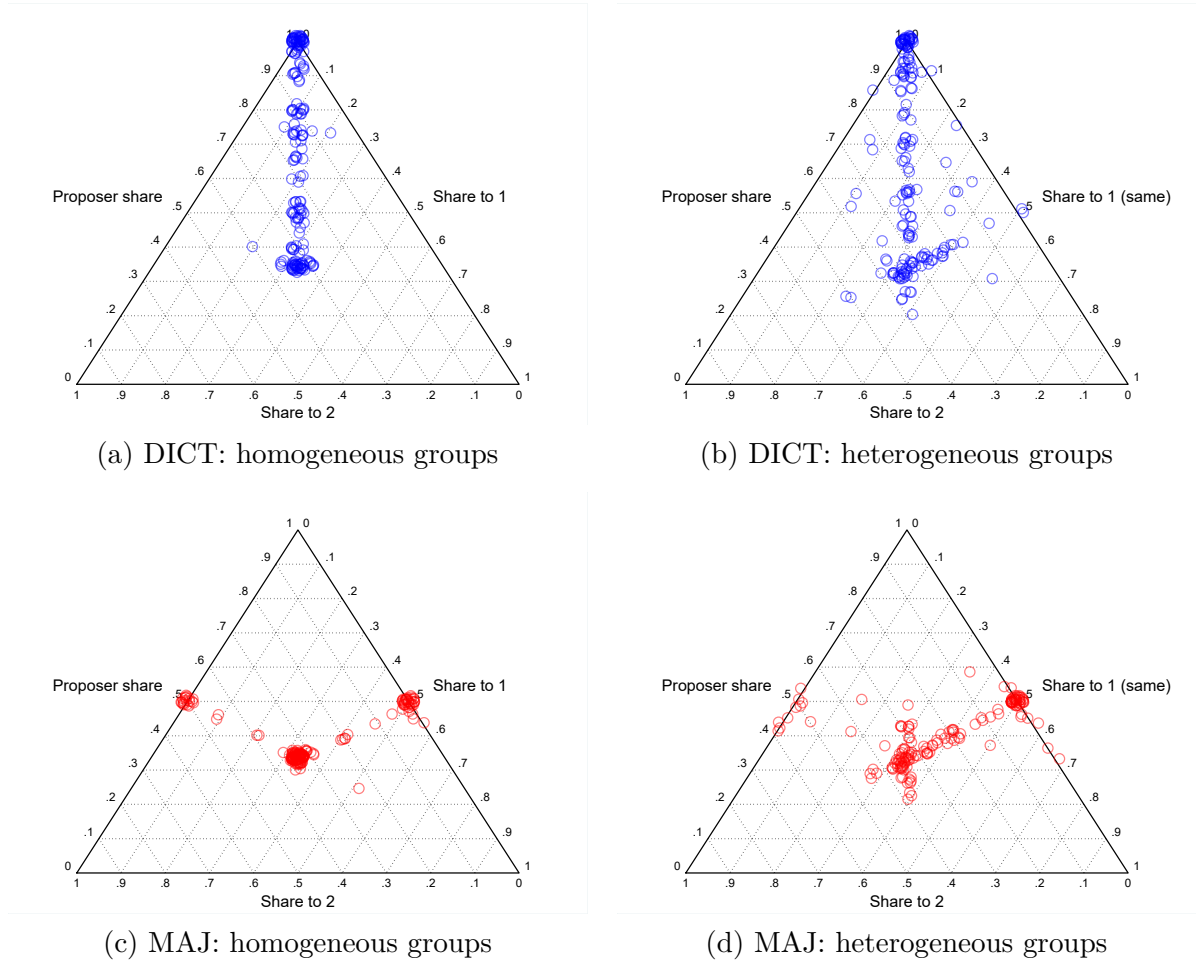 1 0
.9 .1
.8 .2
.7 .3
.6 .4
Proposer share Share to 1
.5 .5
.4 .6
.3 .7
.2 .8
.1 .9
0 1
1 .9 .8 .7 .6 .5 .4 .3 .2 .1 0
Share to 2
(a) DICT: homogeneous groups
1 0
.9 .1
.8 .2
.7 .3
.6 .4
Proposer share Share to 1 (same)
.5 .5
.4 .6
.3 .7
.2 .8
.1 .9
0 1
1 .9 .8 .7 .6 .5 .4 .3 .2 .1 0
Share to 2
(b) DICT: heterogeneous groups
1 0
.9 .1
.8 .2
.7 .3
.6 .4
Proposer share Share to 1
.5 .5
.4 .6
.3 .7
.2 .8
.1 .9
0 1
1 .9 .8 .7 .6 .5 .4 .3 .2 .1 0
Share to 2
(c) MAJ: homogeneous groups
1 0
.9 .1
.8 .2
.7 .3
.6 .4
Proposer share Share to 1 (same)
.5 .5
.4 .6
.3 .7
.2 .8
.1 .9
0 1
1 .9 .8 .7 .6 .5 .4 .3 .2 .1 0
Share to 2
(d) MAJ: heterogeneous groups